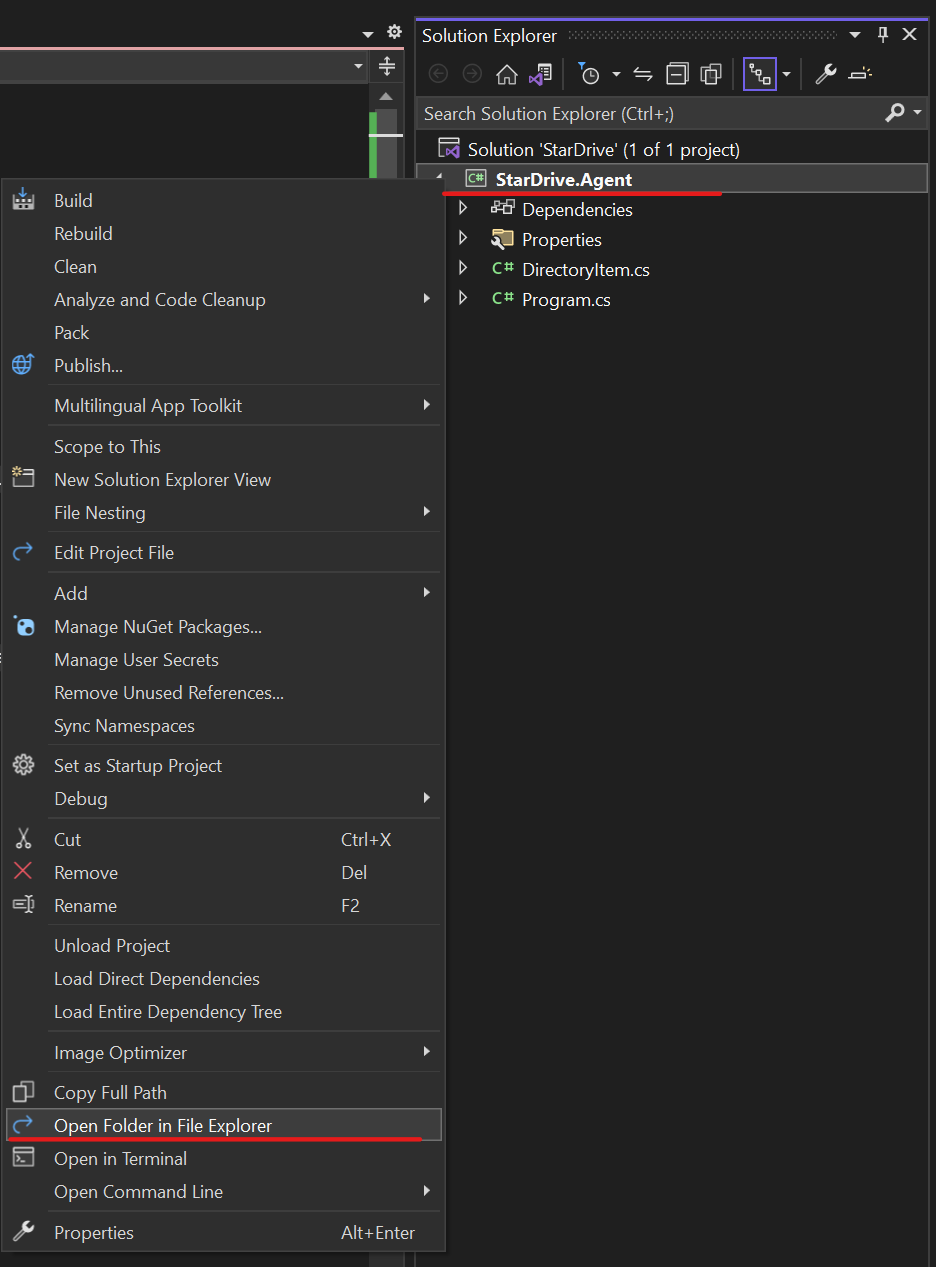 Solution Explorer
Search Solution Explorer (Ctrl+;)
Solution 'StarDrive' (1 of 1 project)
C# StarDrive.Agent
Dependencies
Properties
C# DirectoryItem.cs
C# Program.cs
Build
Rebuild
Clean
Analyze and Code Cleanup
Pack
Publish...
Multilingual App Toolkit
Scope to This
New Solution Explorer View
File Nesting
Edit Project File
Add
Manage NuGet Packages...
Manage User Secrets
Remove Unused References...
Sync Namespaces
Set as Startup Project
Debug
Cut Ctrl+X
Remove Del
Rename F2
Unload Project
Load Direct Dependencies
Load Entire Dependency Tree
Image Optimizer
Copy Full Path
Open Folder in File Explorer
Open in Terminal
Open Command Line
Properties Alt+Enter